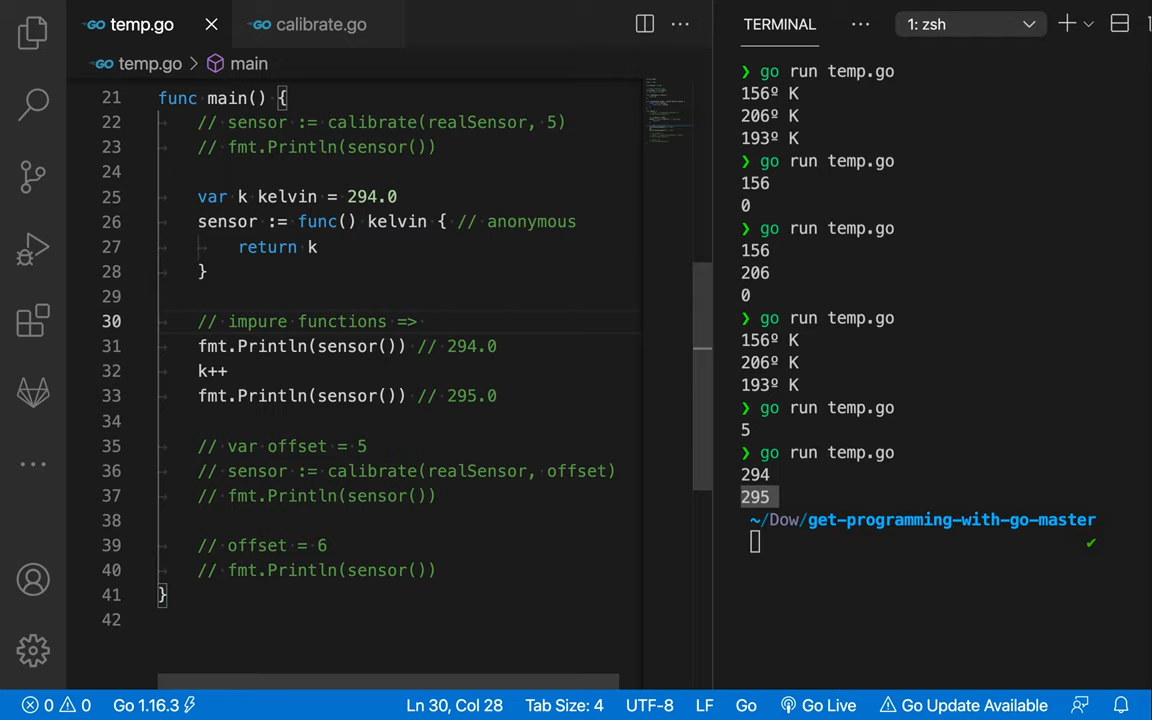 temp.go
calibrate.go
temp.go > main
21 func main() {
22 // sensor := calibrate(realSensor, 5)
23 // fmt.Println(sensor())
24
25 var k kelvin = 294.0
26 sensor := func() kelvin { // anonymous
27 return k
28 }
29
30 // impure functions =>
31 fmt.Println(sensor()) // 294.0
32 k++
33 fmt.Println(sensor()) // 295.0
34
35 // var offset = 5
36 // sensor := calibrate(realSensor, offset)
37 // fmt.Println(sensor())
38
39 // offset = 6
40 // fmt.Println(sensor())
41 }
42
TERMINAL
1: zsh
❯ go run temp.go
156º K
206º K
193º K
❯ go run temp.go
156
0
❯ go run temp.go
156
206
0
❯ go run temp.go
156º K
206º K
193º K
❯ go run temp.go
5
❯ go run temp.go
294
295
~/Dow/get-programming-with-go-master
✔
0 0 Go 1.16.3 Ln 30, Col 28 Tab Size: 4 UTF-8 LF Go Go Live Go Update Available